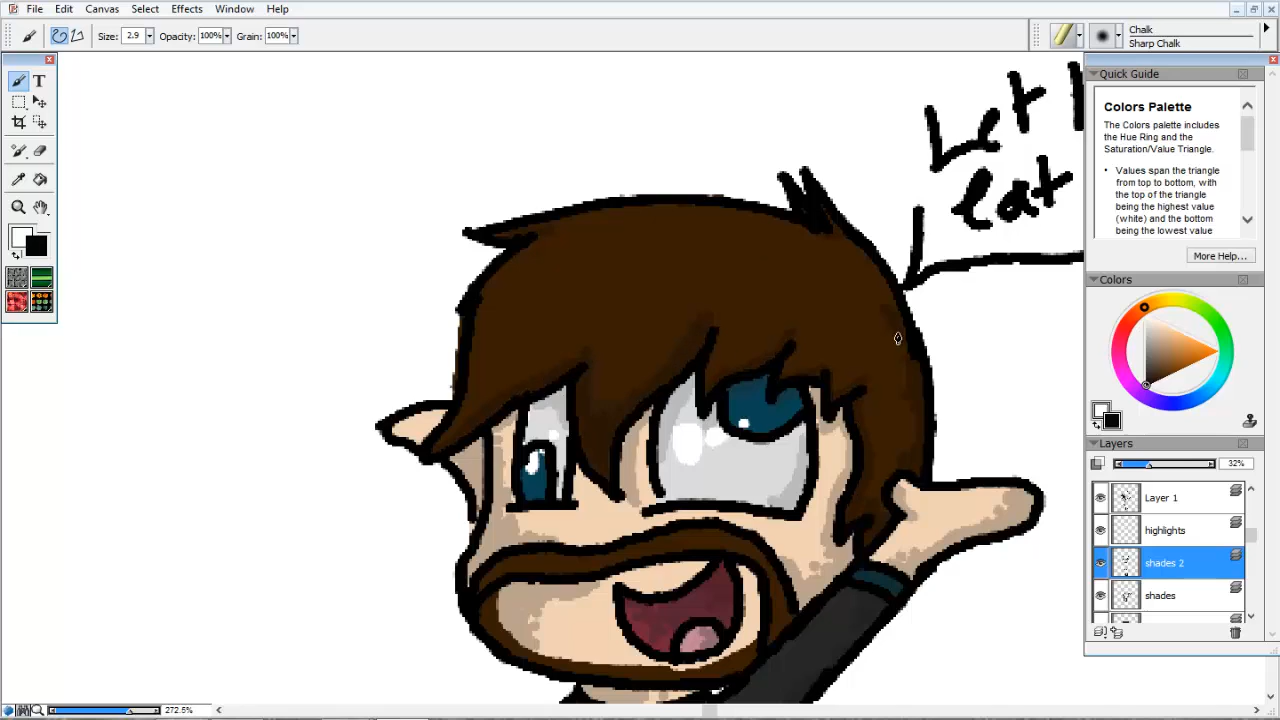 File Edit Canvas Select Effects Window Help
Size: 2.9 Opacity: 100% Grain: 100%
Chalk
Sharp Chalk
Let
eat
Quick Guide
Colors Palette
The Colors palette includes
the Hue Ring and the
Saturation/Value Triangle.
• Values span the triangle
from top to bottom, with
the top of the triangle
being the highest value
(white) and the bottom
being the lowest value
More Help...
Colors
Layers
32%
Layer 1
highlights
shades 2
shades
272.5%